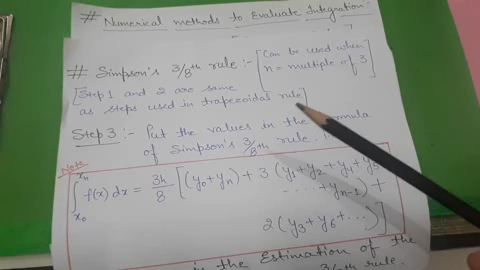 # Numerical methods to Evaluate Integration:-
# Simpson's 3/8th rule :- [Can be used when n = multiple of 3]
[Step 1 and 2 are same as steps used in trapezoidal rule]
Step 3 :- Put the values in the formula
of Simpson's 3/8th rule.
Note
∫_{x₀}^{xₙ} f(x) dx = 3h/8 [(y₀+yₙ) + 3 (y₁+y₂+y₄+y₅ ......+yₙ₋₁) +
2(y₃+y₆+...)]
in the Estimation of the
3/8th rule.